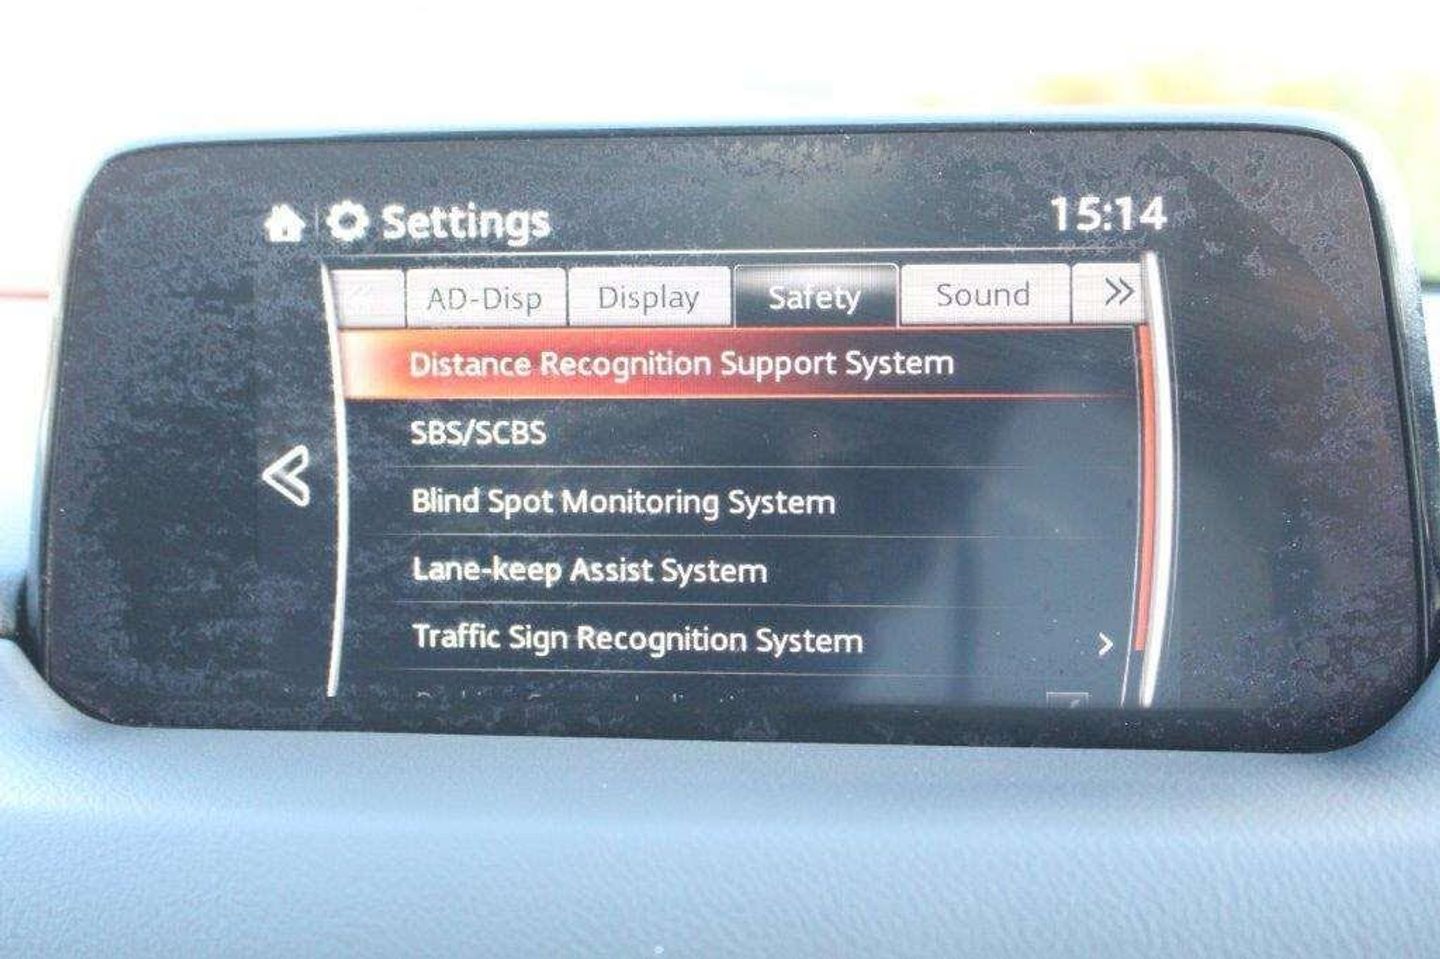 Settings 15:14
AD-Disp Display Safety Sound
Distance Recognition Support System
SBS/SCBS
Blind Spot Monitoring System
Lane-keep Assist System
Traffic Sign Recognition System